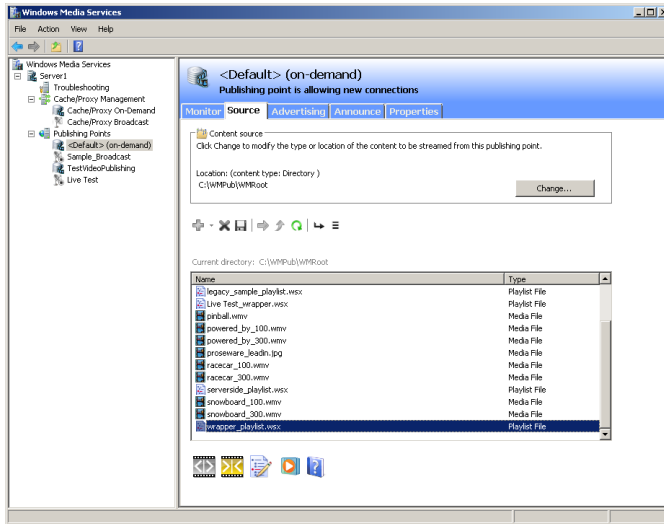 Windows Media Services
File Action View Help
Windows Media Services
Server1
Troubleshooting
Cache/Proxy Management
Cache/Proxy On-Demand
Cache/Proxy Broadcast
Publishing Points
<Default> (on-demand)
Sample_Broadcast
TestVideoPublishing
Live Test
<Default> (on-demand)
Publishing point is allowing new connections
Monitor Source Advertising Announce Properties
Content source
Click Change to modify the type or location of the content to be streamed from this publishing point.
Location: (content type: Directory )
C:\WMPub\WMRoot
Change...
Current directory: C:\WMPub\WMRoot
Name Type
legacy_sample_playlist.wsx Playlist File
Live Test_wrapper.wsx Playlist File
pinball.wmv Media File
powered_by_100.wmv Media File
powered_by_300.wmv Media File
proseware_leadin.jpg Media File
racecar_100.wmv Media File
racecar_300.wmv Media File
serverside_playlist.wsx Playlist File
snowboard_100.wmv Media File
snowboard_300.wmv Media File
wrapper_playlist.wsx Playlist File